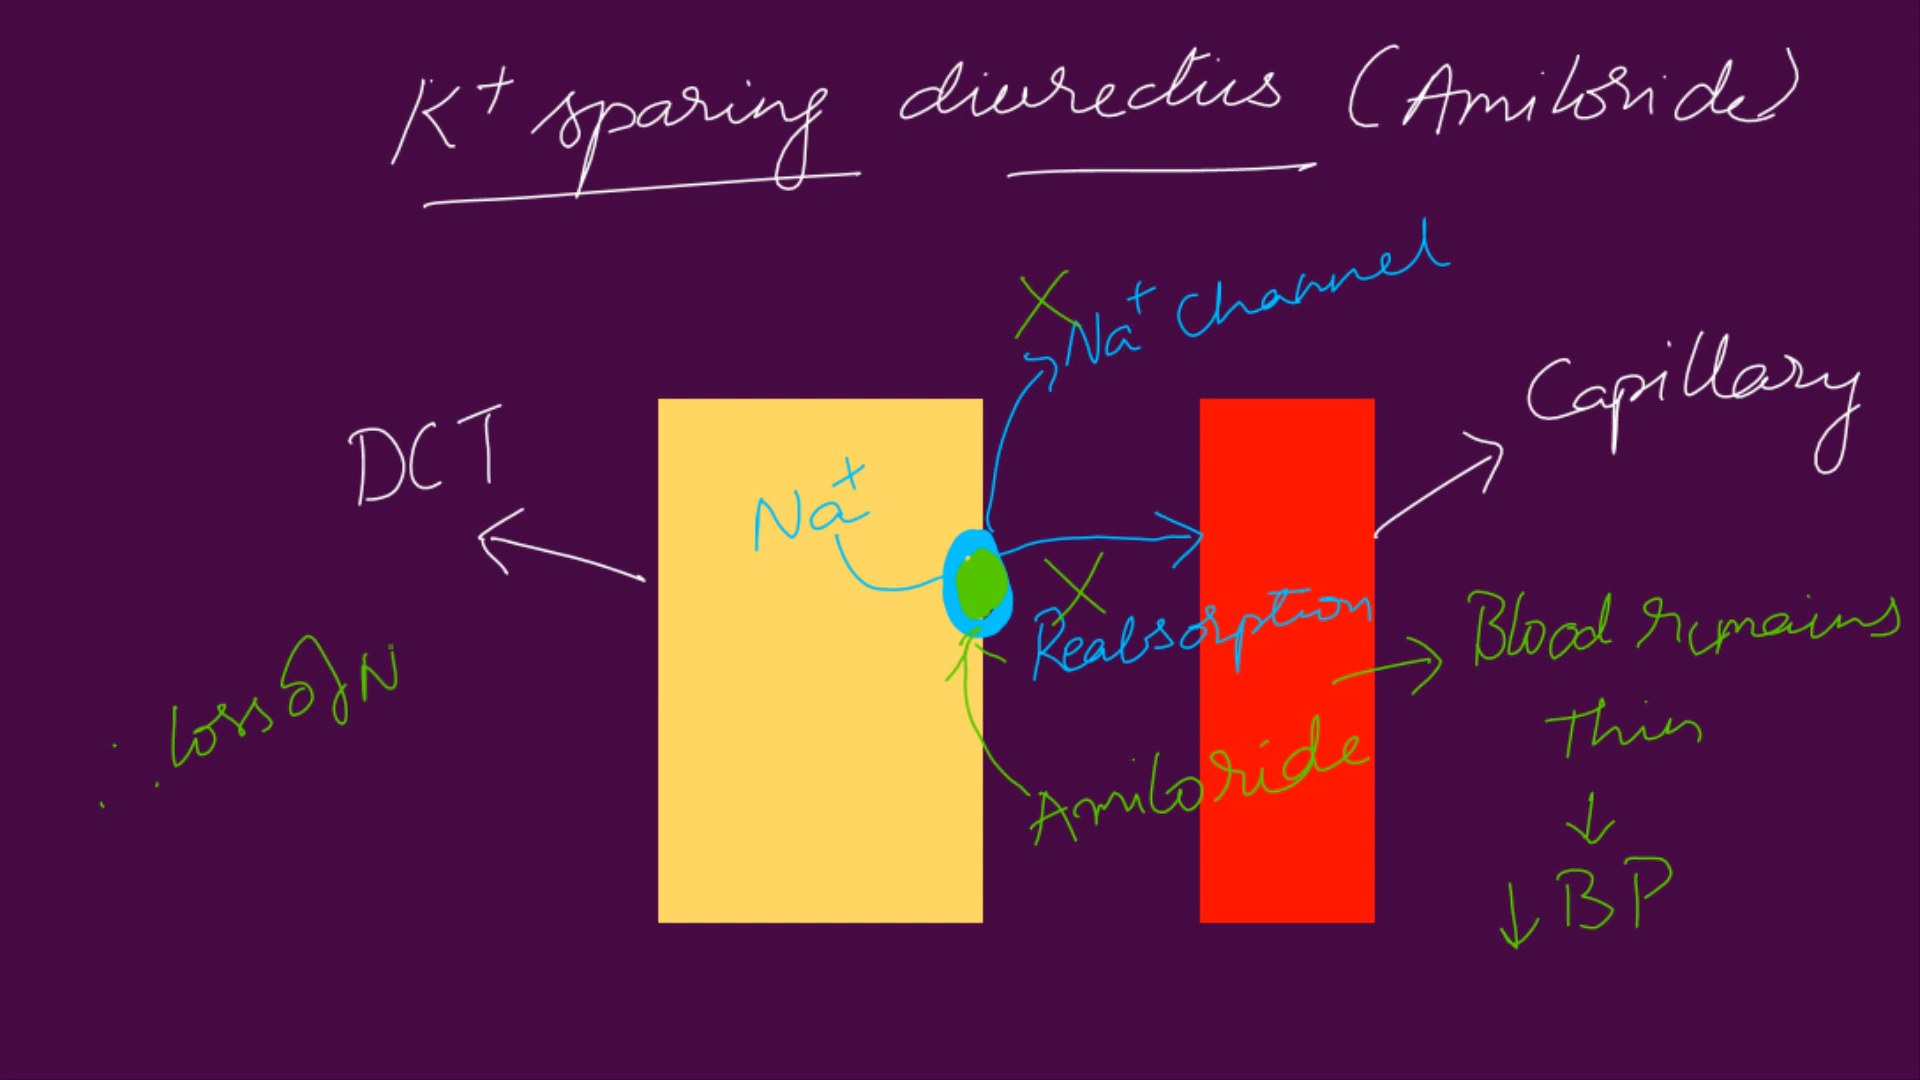 K+ sparing diurectics (Amiloride)
X
Na+ Channel
Capillary
DCT
Na+
X
Reabsorption
Blood remains
Thin
∴ loss of N
Amiloride
↓
↓ BP